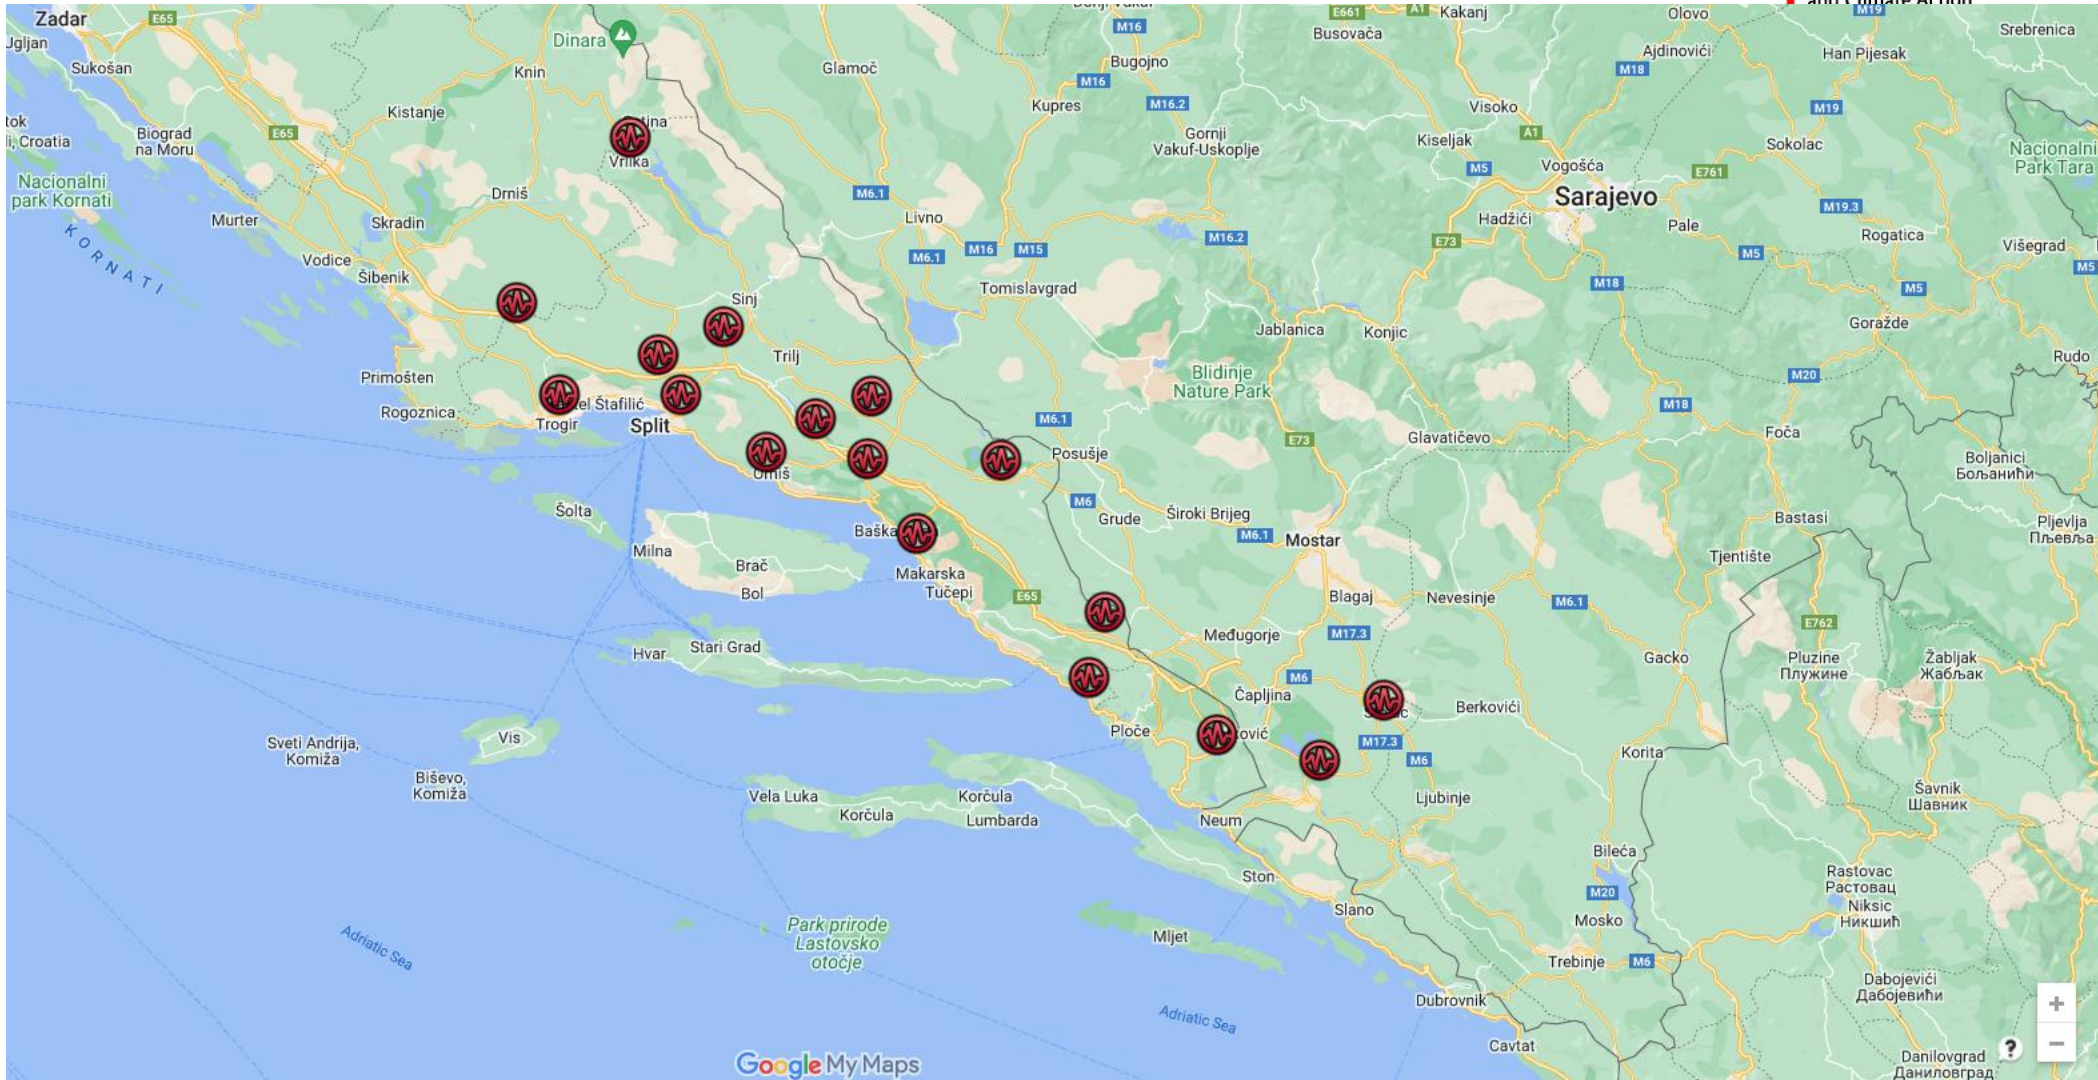 Zadar
E65
M16
E661
A1
Kakanj
Olovo
M19
and Climate Action
Srebrenica
Ugljan
Sukošan
Dinara
Knin
Glamoč
Bugojno
Busovača
Ajdinovići
Han Pijesak
M18
M16
Kupres
M16.2
Visoko
M19
Kistanje
Biograd
na Moru
E65
Vrlika
Gornji
Vakuf-Uskoplje
Kiseljak
A1
Sokolac
i, Croatia
Nacionalni
Park Tara
Nacionalni
park Kornati
Drniš
M6.1
M5
Vogošća
E761
Sarajevo
KORNATI
Murter
Skradin
Livno
Hadžići
Pale
M19.3
Rogatica
Višegrad
M16.2
E73
M5
M5
Vodice
Šibenik
M6.1
M16
M15
M18
M5
Sinj
Tomislavgrad
Jablanica
Konjic
Goražde
Trilj
Rudo
Primošten
Blidinje
Nature Park
M20
Rogoznica
Trogir
Split
M6.1
M18
E73
Glavatičevo
Foča
Omiš
Posušje
Boljanići
Бољанићи
M6
Grude
Široki Brijeg
M6.1
Mostar
Bastasi
Pljevlja
Пљевља
Šolta
Milna
Brač
Bol
Makarska
Tučepi
E65
Blagaj
Nevesinje
M6.1
Tjentište
E762
Hvar
Stari Grad
Međugorje
M17.3
Gacko
Pluzine
Плужине
Žabljak
Жабљак
M6
Čapljina
Berkovići
Sveti Andrija,
Komiža
Vis
Ploče
M17.3
M6
Korita
Biševo,
Komiža
Vela Luka
Korčula
Korčula
Lumbarda
Neum
Ljubinje
Šavnik
Шавник
Bileća
Ston
M20
Rastovac
Растовац
Niksic
Никшић
Slano
Mosko
Park prirode
Lastovsko
otočje
Adriatic Sea
Mljet
Trebinje
M6
Dabojevići
Дабојевићи
Dubrovnik
Adriatic Sea
Cavtat
+
−
?
Danilovgrad
Даниловград
Google My Maps